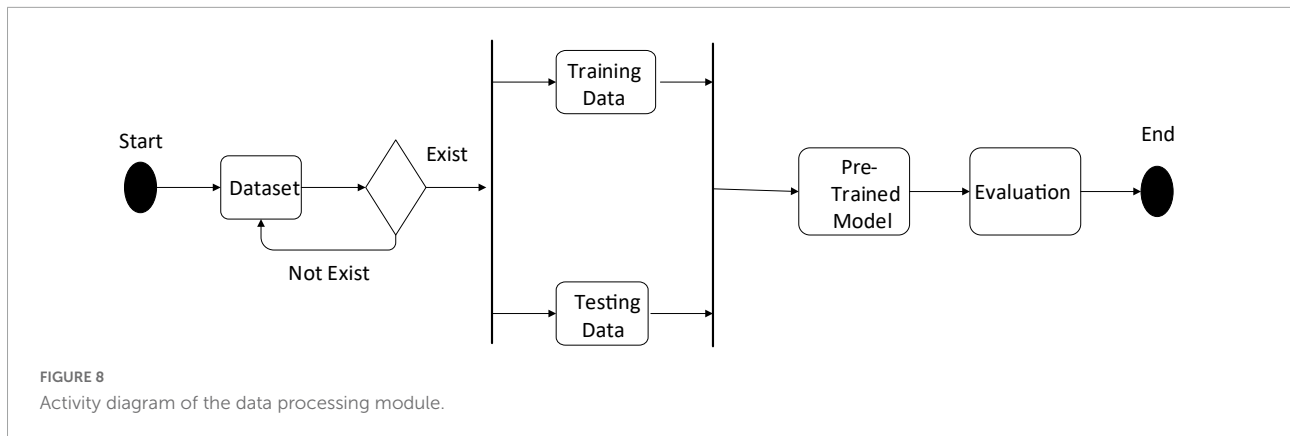 Start
Dataset
Exist
Not Exist
Training
Data
Testing
Data
Pre-
Trained
Model
Evaluation
End
FIGURE 8
Activity diagram of the data processing module.